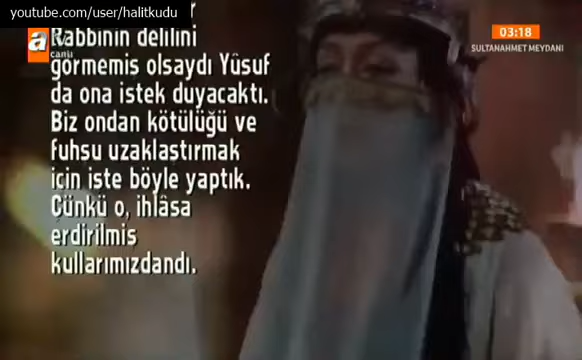 youtube.com/user/halitkudu
03:18
SULTANAHMET MEYDANI
a
canlı
Rabbinin delilini
görmemiş olsaydı Yûsuf
da ona istek duyacaktı.
Biz ondan kötülüğü ve
fuhşu uzaklaştırmak
için işte böyle yaptık.
Çünkü o, ihlâsa
erdirilmiş
kullarımızdandı.